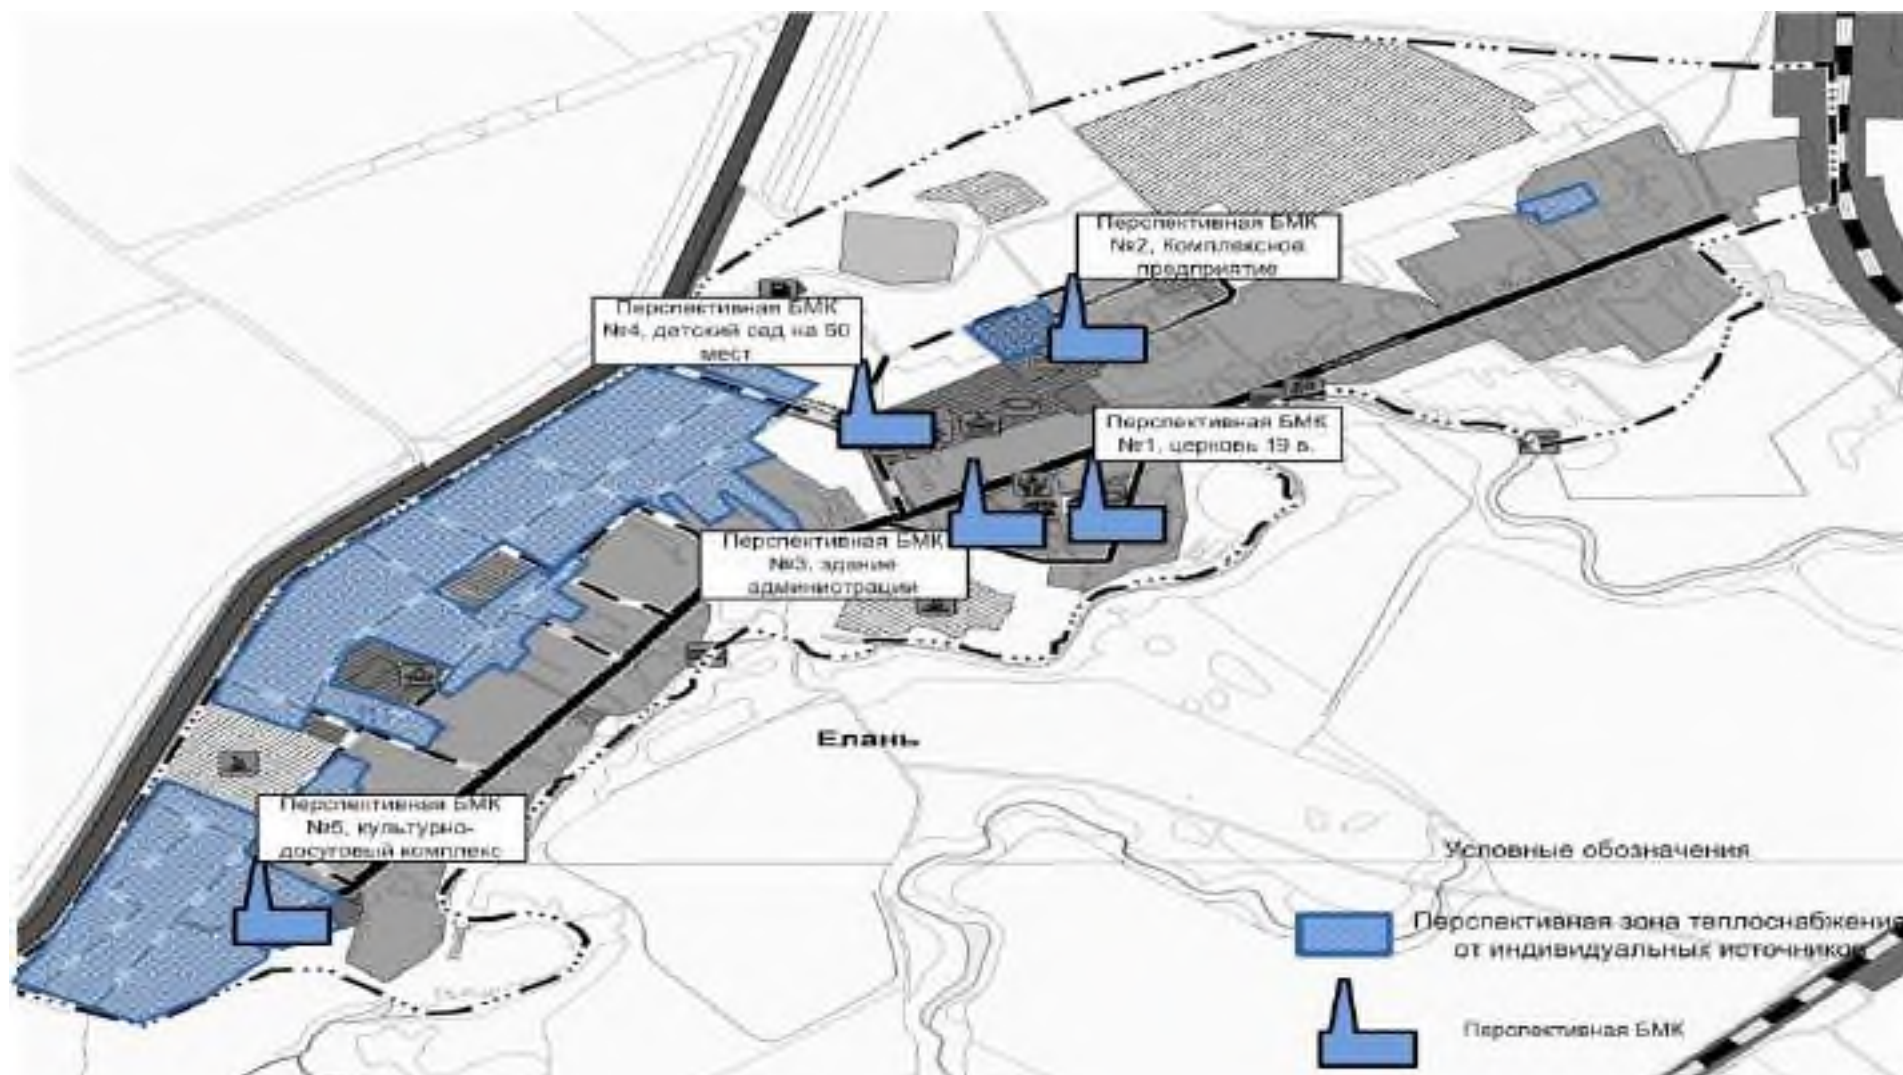 Перспективная БМК
№2, Комплексное
предприятие
Перспективная БМК
№4, детский сад на 50
мест
Перспективная БМК
№1, церковь 19 в.
Перспективная БМК
№3, здание
администрации
Елань
Перспективная БМК
№5, культурно-
досуговый комплекс
Условные обозначения
Перспективная зона теплоснабжение
от индивидуальных источников
Перспективная БМК